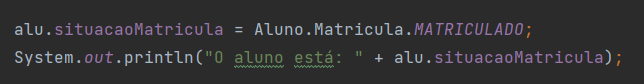 alu.situacaoMatricula = Aluno.Matricula.MATRICULADO;
System.out.println("O aluno está: " + alu.situacaoMatricula);